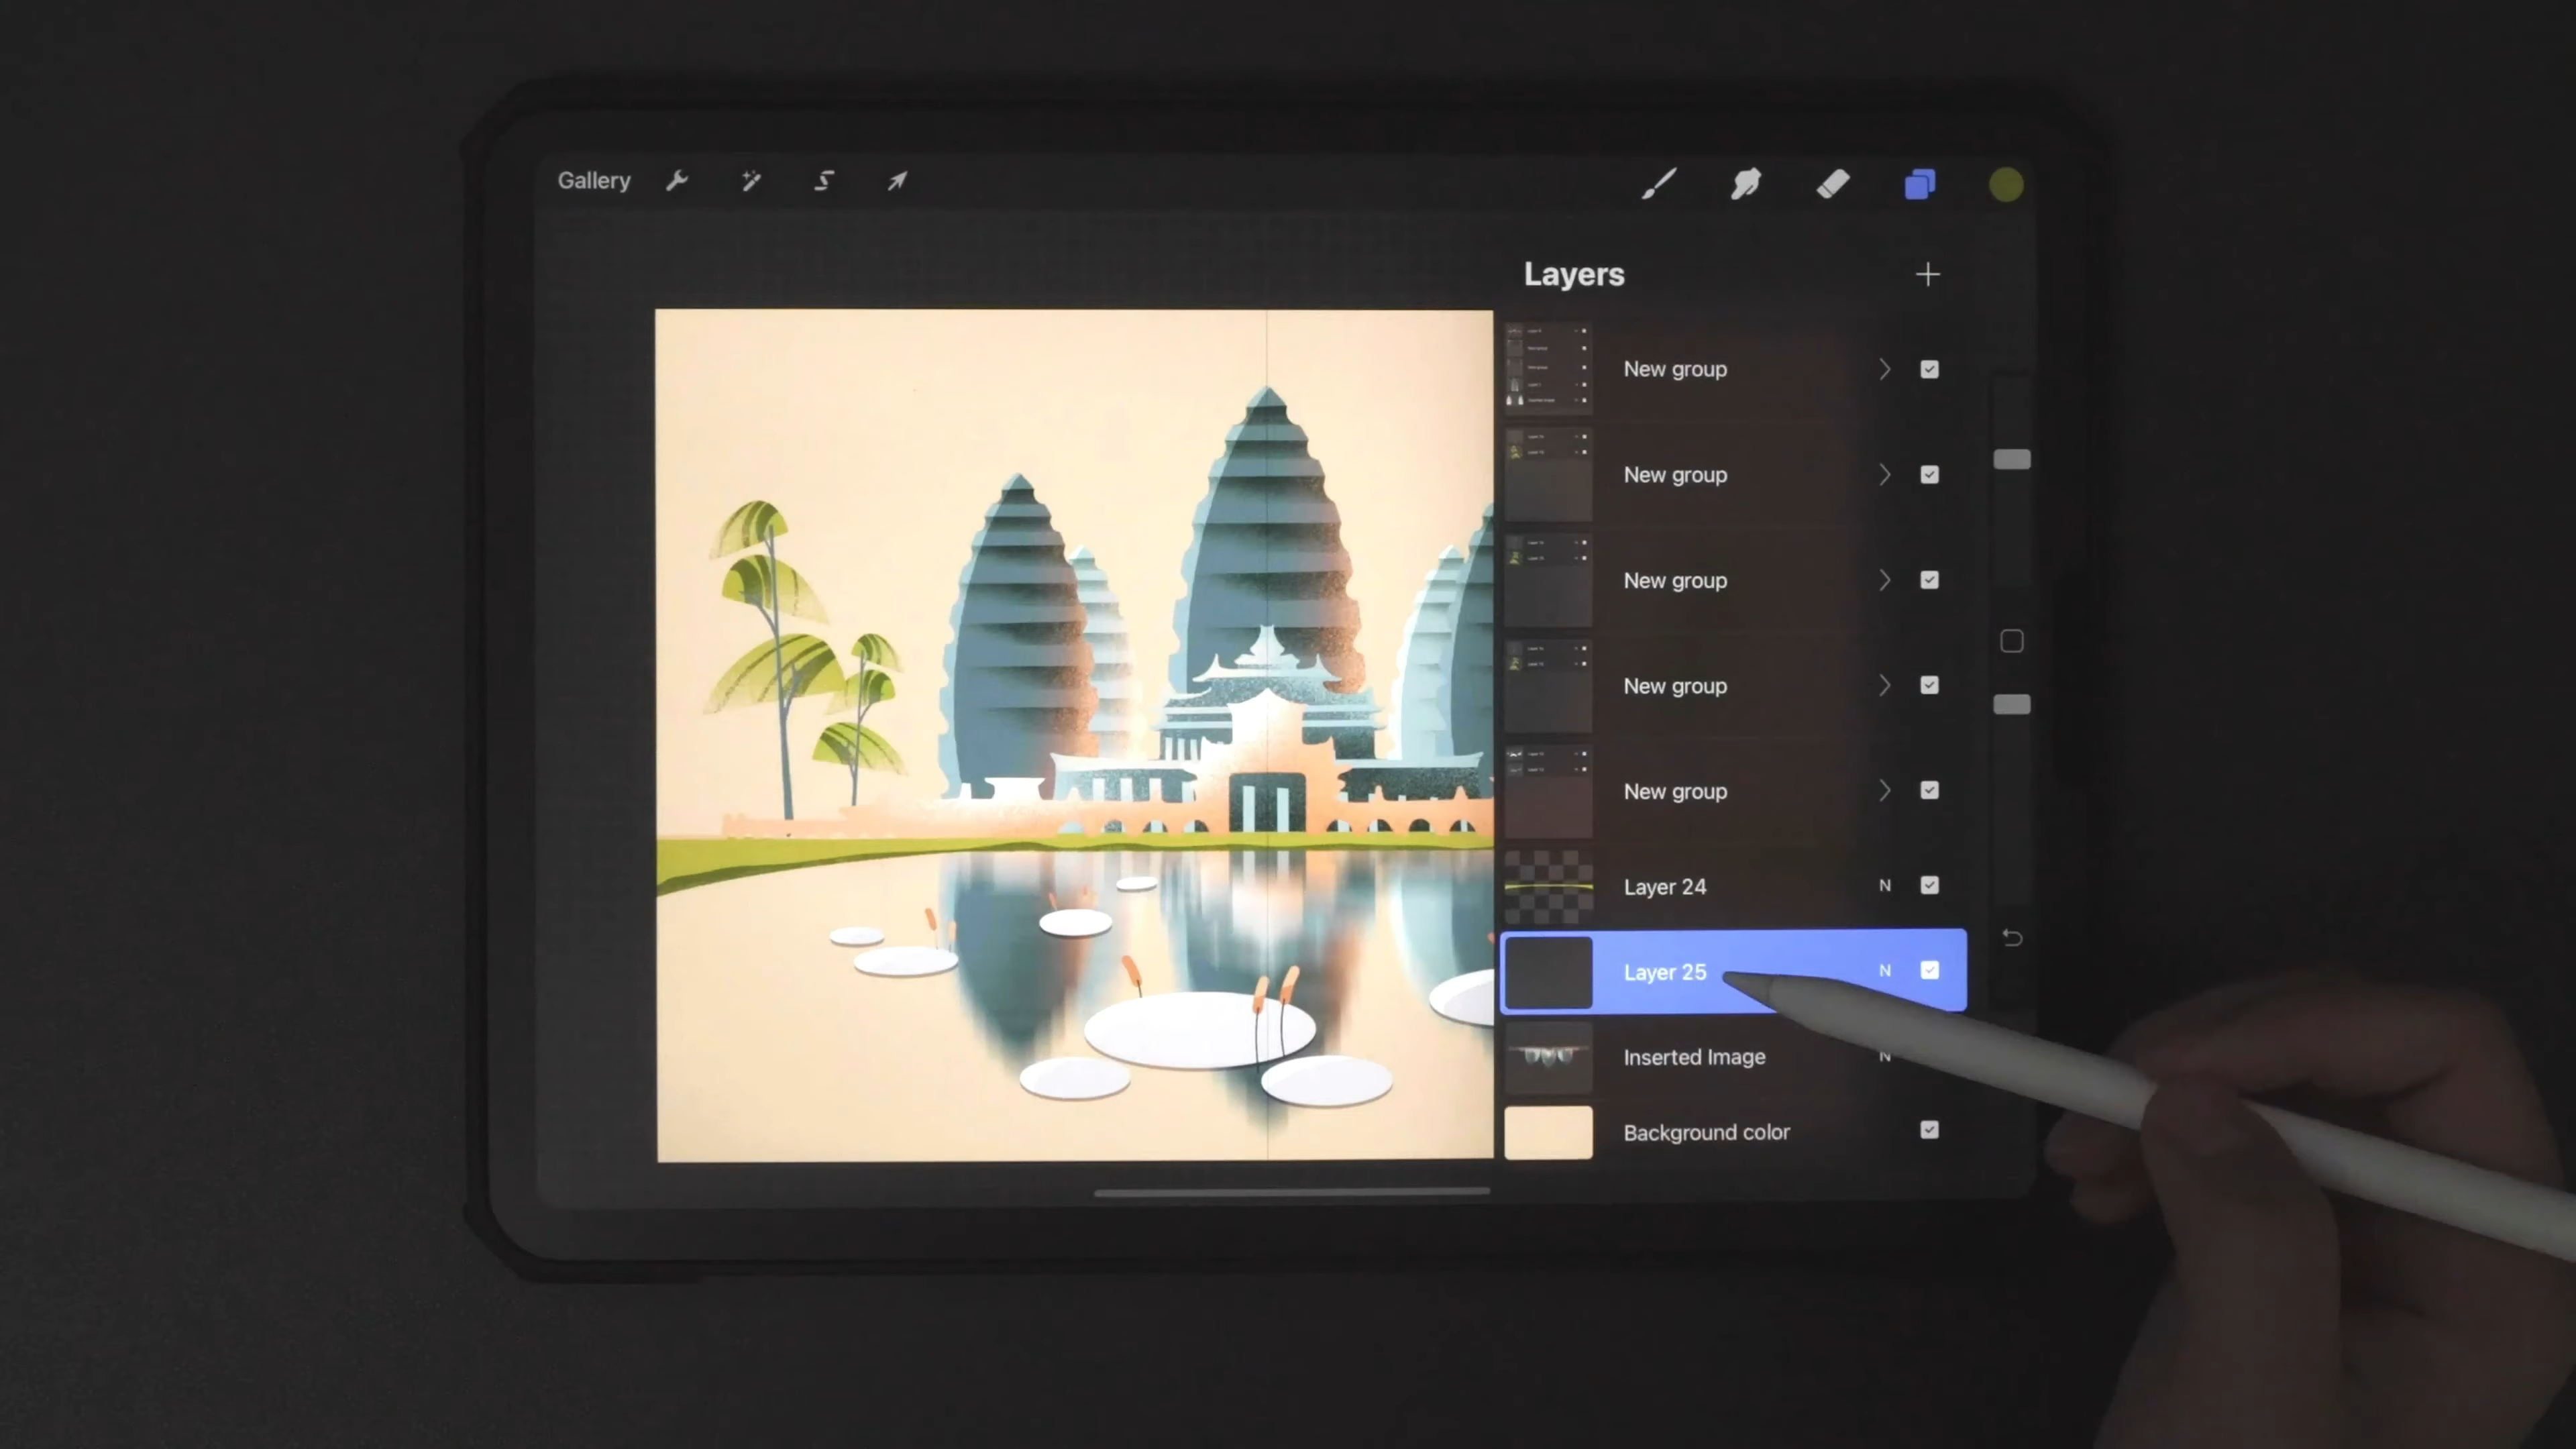 Gallery
Layers
New group
New group
New group
New group
New group
Layer 24 N
Layer 25 N
Inserted Image N
Background color